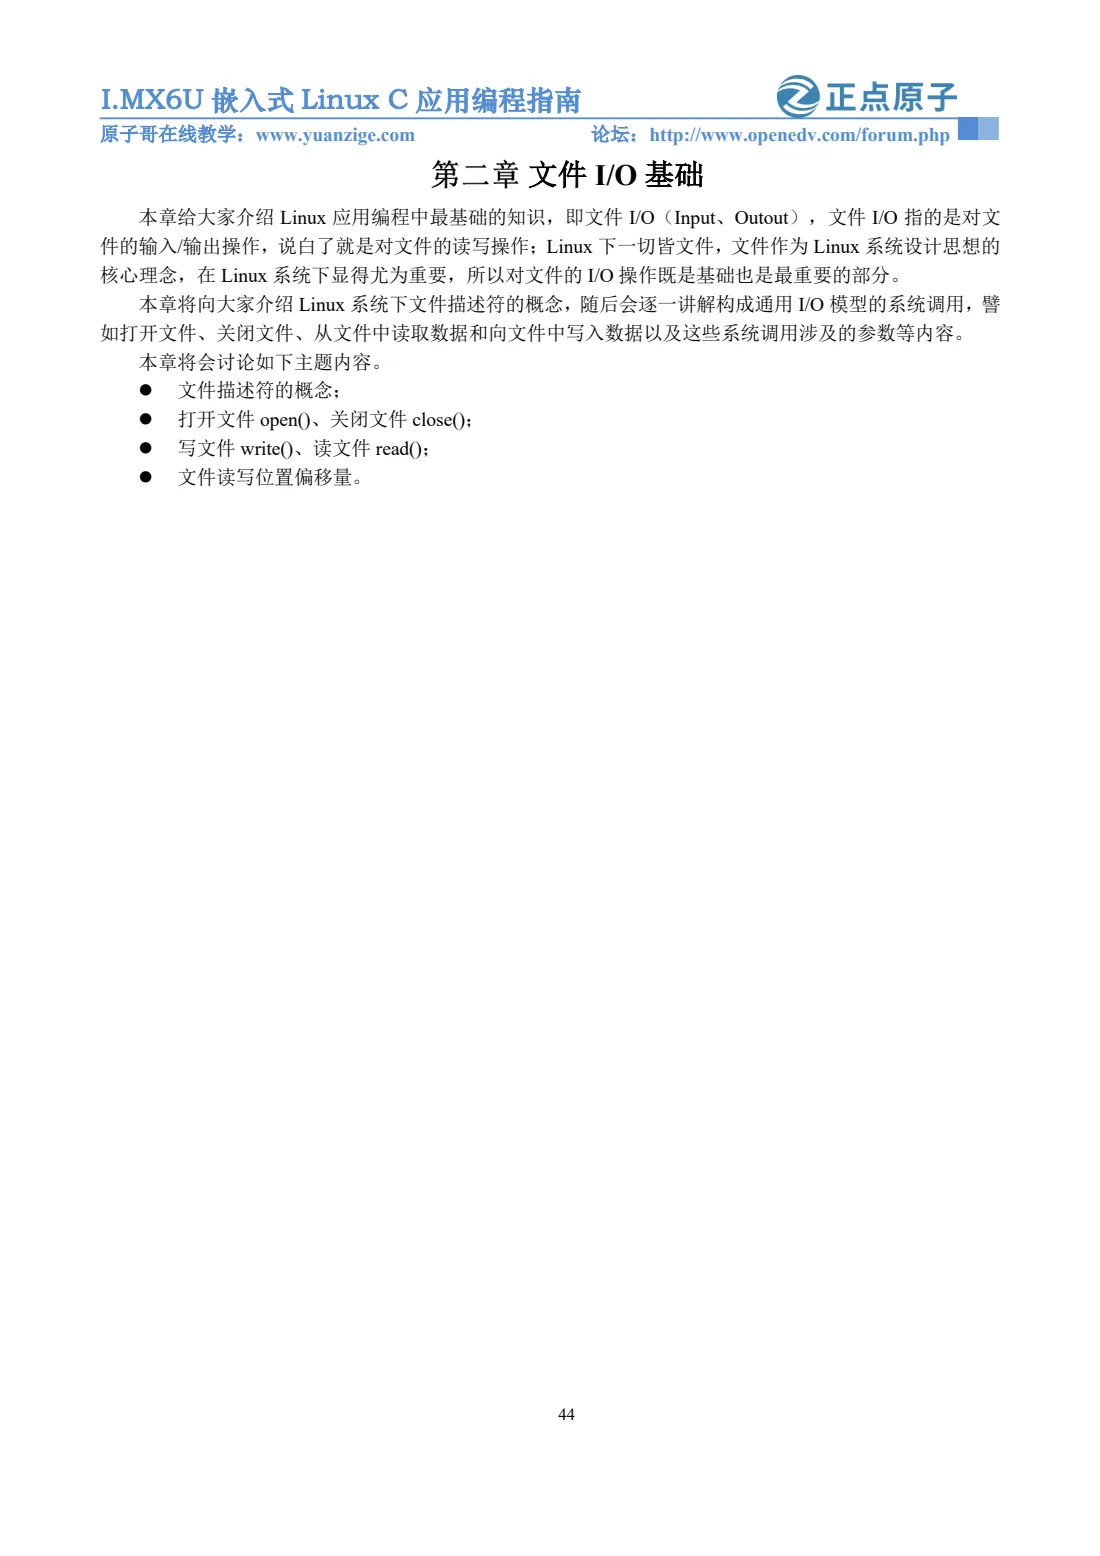 I.MX6U 嵌入式 Linux C 应用编程指南
正点原子
原子哥在线教学：www.yuanzige.com
论坛：http://www.openedv.com/forum.php
第二章 文件 I/O 基础
本章给大家介绍 Linux 应用编程中最基础的知识，即文件 I/O（Input、Outout），文件 I/O 指的是对文
件的输入/输出操作，说白了就是对文件的读写操作；Linux 下一切皆文件，文件作为 Linux 系统设计思想的
核心理念，在 Linux 系统下显得尤为重要，所以对文件的 I/O 操作既是基础也是最重要的部分。
本章将向大家介绍 Linux 系统下文件描述符的概念，随后会逐一讲解构成通用 I/O 模型的系统调用，譬
如打开文件、关闭文件、从文件中读取数据和向文件中写入数据以及这些系统调用涉及的参数等内容。
本章将会讨论如下主题内容。
● 文件描述符的概念；
● 打开文件 open()、关闭文件 close()；
● 写文件 write()、读文件 read()；
● 文件读写位置偏移量。
44